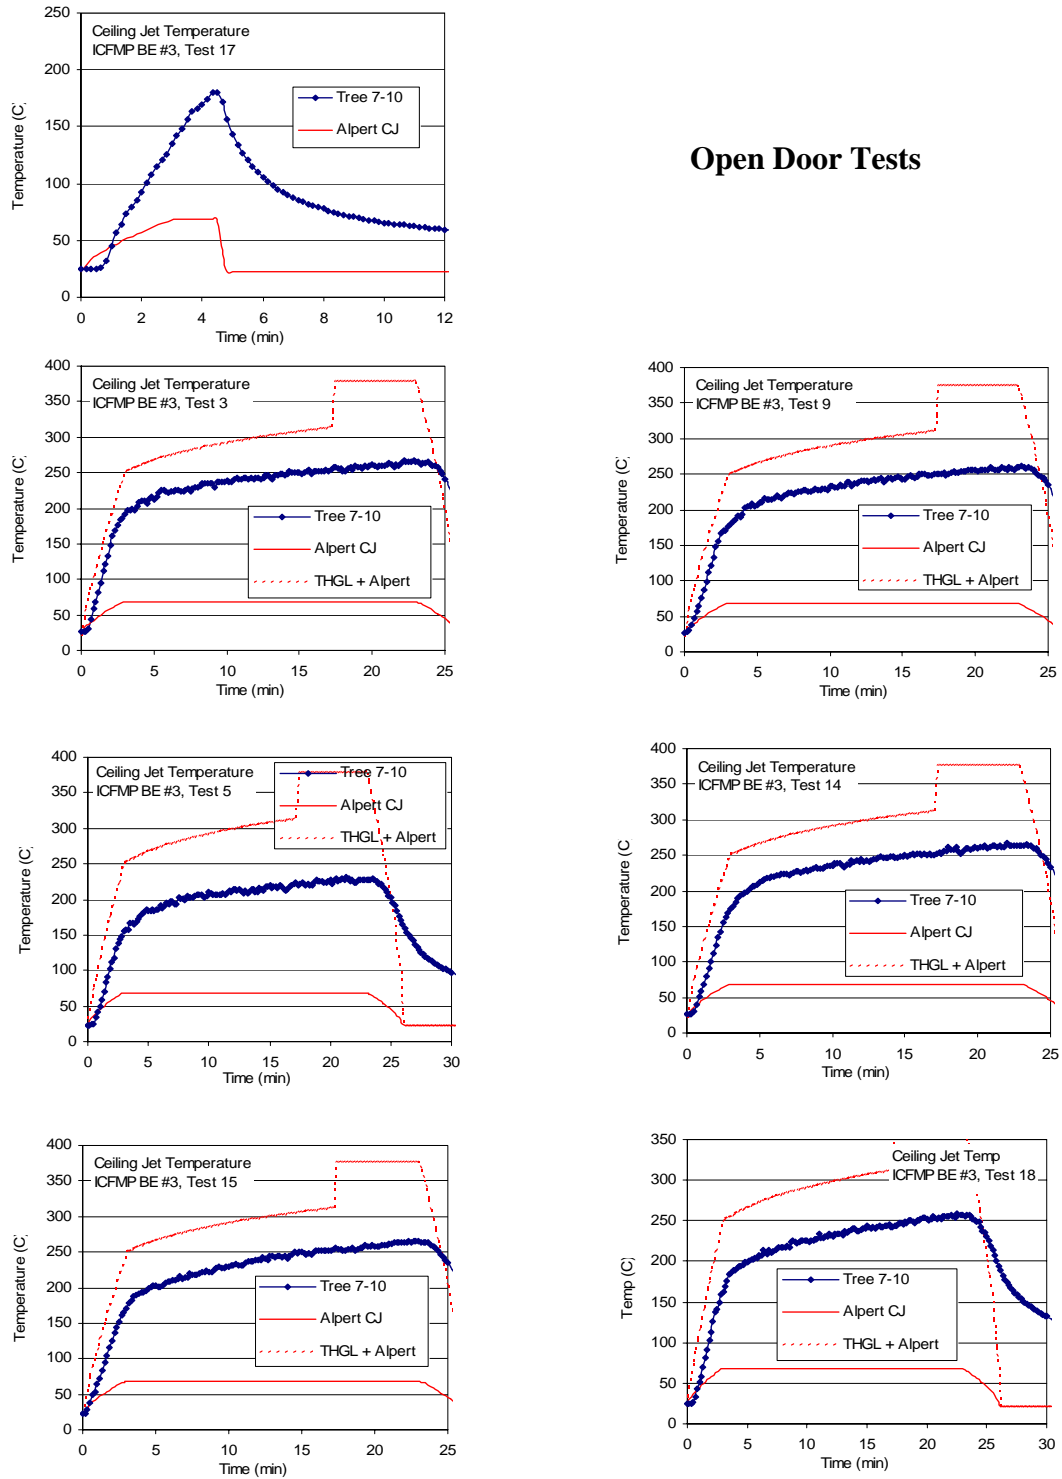 Ceiling Jet Temperature
ICFMP BE #3, Test 17
Tree 7-10
Alpert CJ
Temperature (C)
250
200
150
100
50
0
0 2 4 6 8 10 12
Time (min)
Open Door Tests
Ceiling Jet Temperature
ICFMP BE #3, Test 3
Tree 7-10
Alpert CJ
THGL + Alpert
Temperature (C)
400
350
300
250
200
150
100
50
0
0 5 10 15 20 25
Time (min)
Ceiling Jet Temperature
ICFMP BE #3, Test 9
Tree 7-10
Alpert CJ
THGL + Alpert
Temperature (C)
400
350
300
250
200
150
100
50
0
0 5 10 15 20 25
Time (min)
Ceiling Jet Temperature
ICFMP BE #3, Test 5
Tree 7-10
Alpert CJ
THGL + Alpert
Temperature (C)
400
350
300
250
200
150
100
50
0
0 5 10 15 20 25 30
Time (min)
Ceiling Jet Temperature
ICFMP BE #3, Test 14
Tree 7-10
Alpert CJ
THGL + Alpert
Temperature (C)
400
350
300
250
200
150
100
50
0
0 5 10 15 20 25
Time (min)
Ceiling Jet Temperature
ICFMP BE #3, Test 15
Tree 7-10
Alpert CJ
THGL + Alpert
Temperature (C)
400
350
300
250
200
150
100
50
0
0 5 10 15 20 25
Time (min)
Ceiling Jet Temp
ICFMP BE #3, Test 18
Tree 7-10
Alpert CJ
THGL + Alpert
Temp (C)
350
300
250
200
150
100
50
0
0 5 10 15 20 25 30
Time (min)